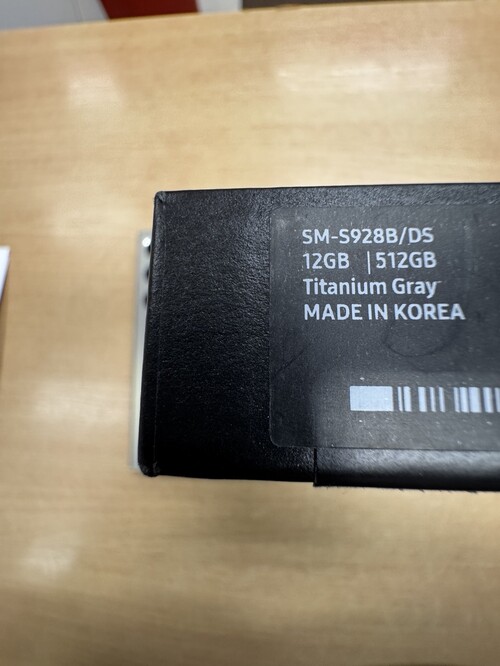 SM-S928B/DS
12GB | 512GB
Titanium Gray
MADE IN KOREA